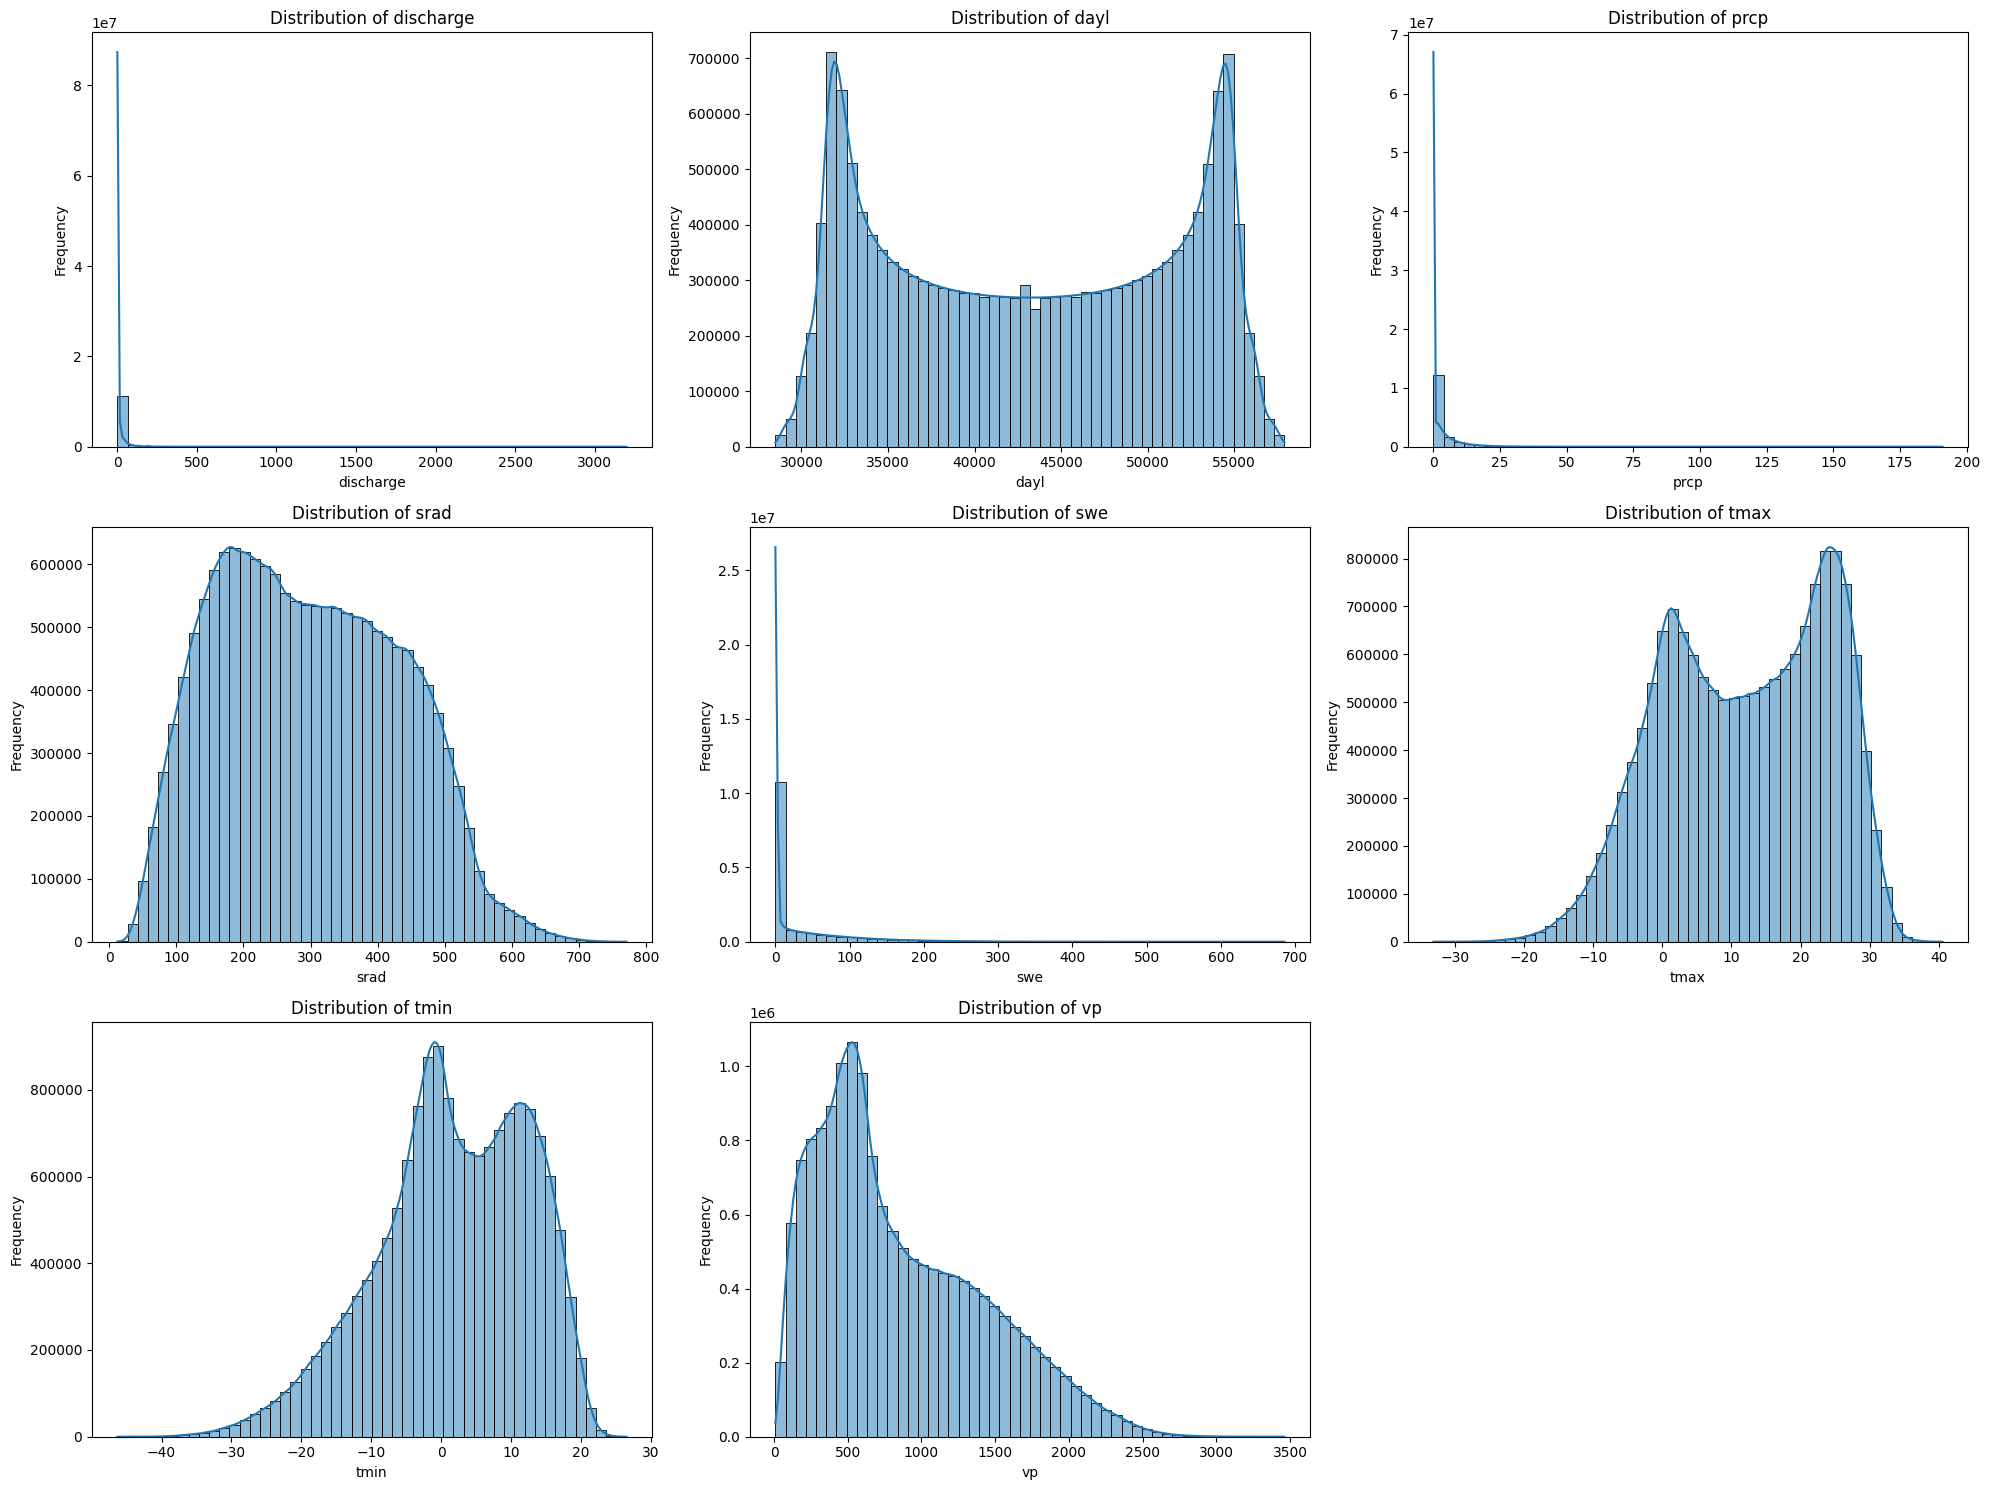 Distribution of discharge
1e7
Frequency
8
6
4
2
0
0 500 1000 1500 2000 2500 3000
discharge
Distribution of dayl
Frequency
700000
600000
500000
400000
300000
200000
100000
0
30000 35000 40000 45000 50000 55000
dayl
Distribution of prcp
1e7
Frequency
7
6
5
4
3
2
1
0
0 25 50 75 100 125 150 175 200
prcp
Distribution of srad
Frequency
600000
500000
400000
300000
200000
100000
0
0 100 200 300 400 500 600 700 800
srad
Distribution of swe
1e7
Frequency
2.5
2.0
1.5
1.0
0.5
0.0
0 100 200 300 400 500 600 700
swe
Distribution of tmax
Frequency
800000
700000
600000
500000
400000
300000
200000
100000
0
−30 −20 −10 0 10 20 30 40
tmax
Distribution of tmin
Frequency
800000
600000
400000
200000
0
−40 −30 −20 −10 0 10 20 30
tmin
Distribution of vp
1e6
Frequency
1.0
0.8
0.6
0.4
0.2
0.0
0 500 1000 1500 2000 2500 3000 3500
vp